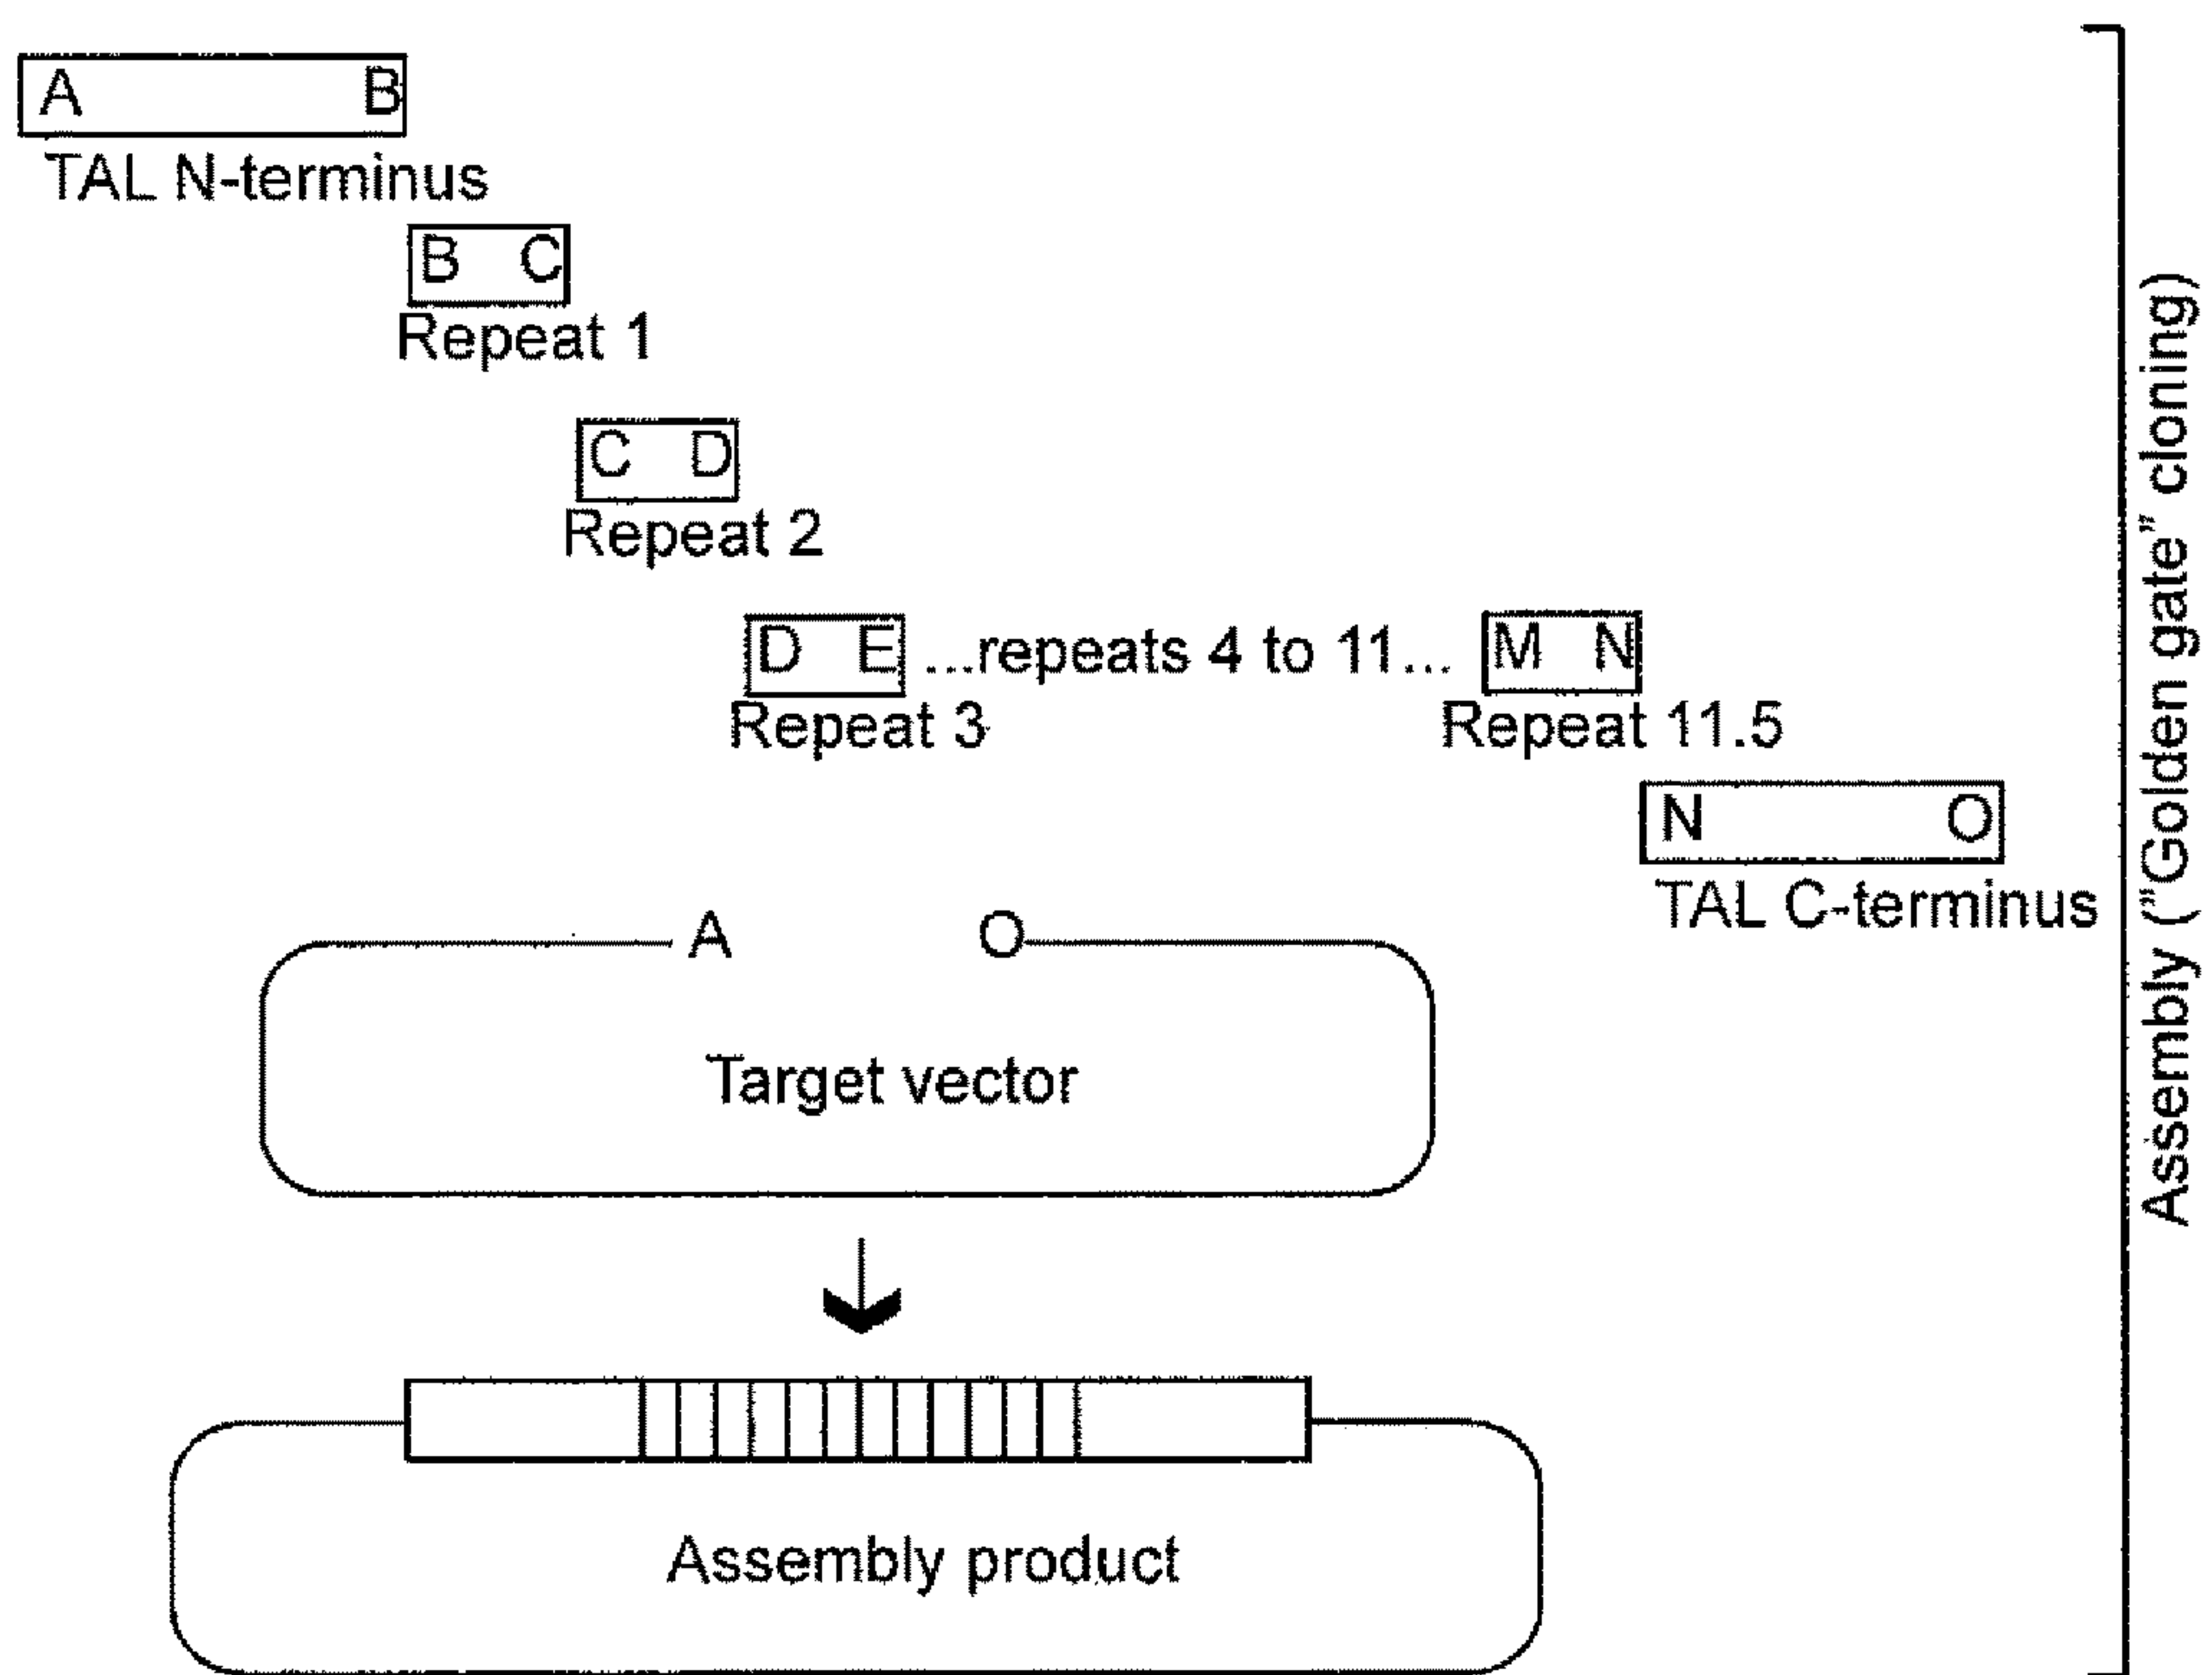 A B
TAL N-terminus
B C
Repeat 1
C D
Repeat 2
D E ...repeats 4 to 11... M N
Repeat 3 Repeat 11.5
N O
TAL C-terminus
A O
Target vector
Assembly product
Assembly ("Golden gate" cloning)